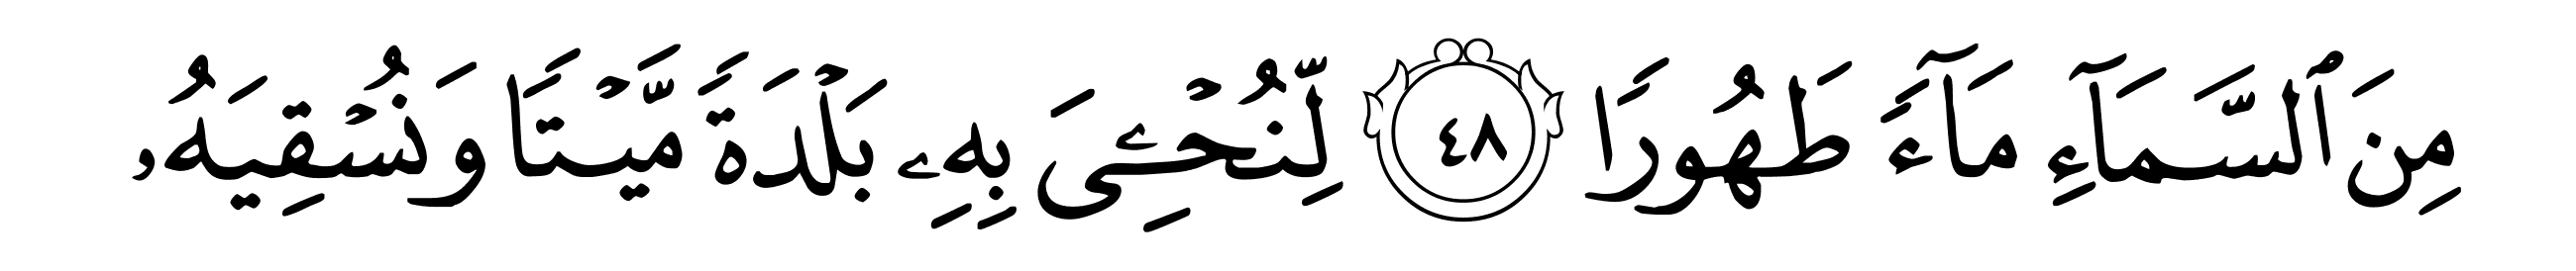 مِنَ ٱلسَّمَآءِ مَآءً طَهُورًا ٤٨ لِّنُحْـِۧىَ بِهِۦ بَلْدَةً مَّيْتًا وَنُسْقِيَهُۥ